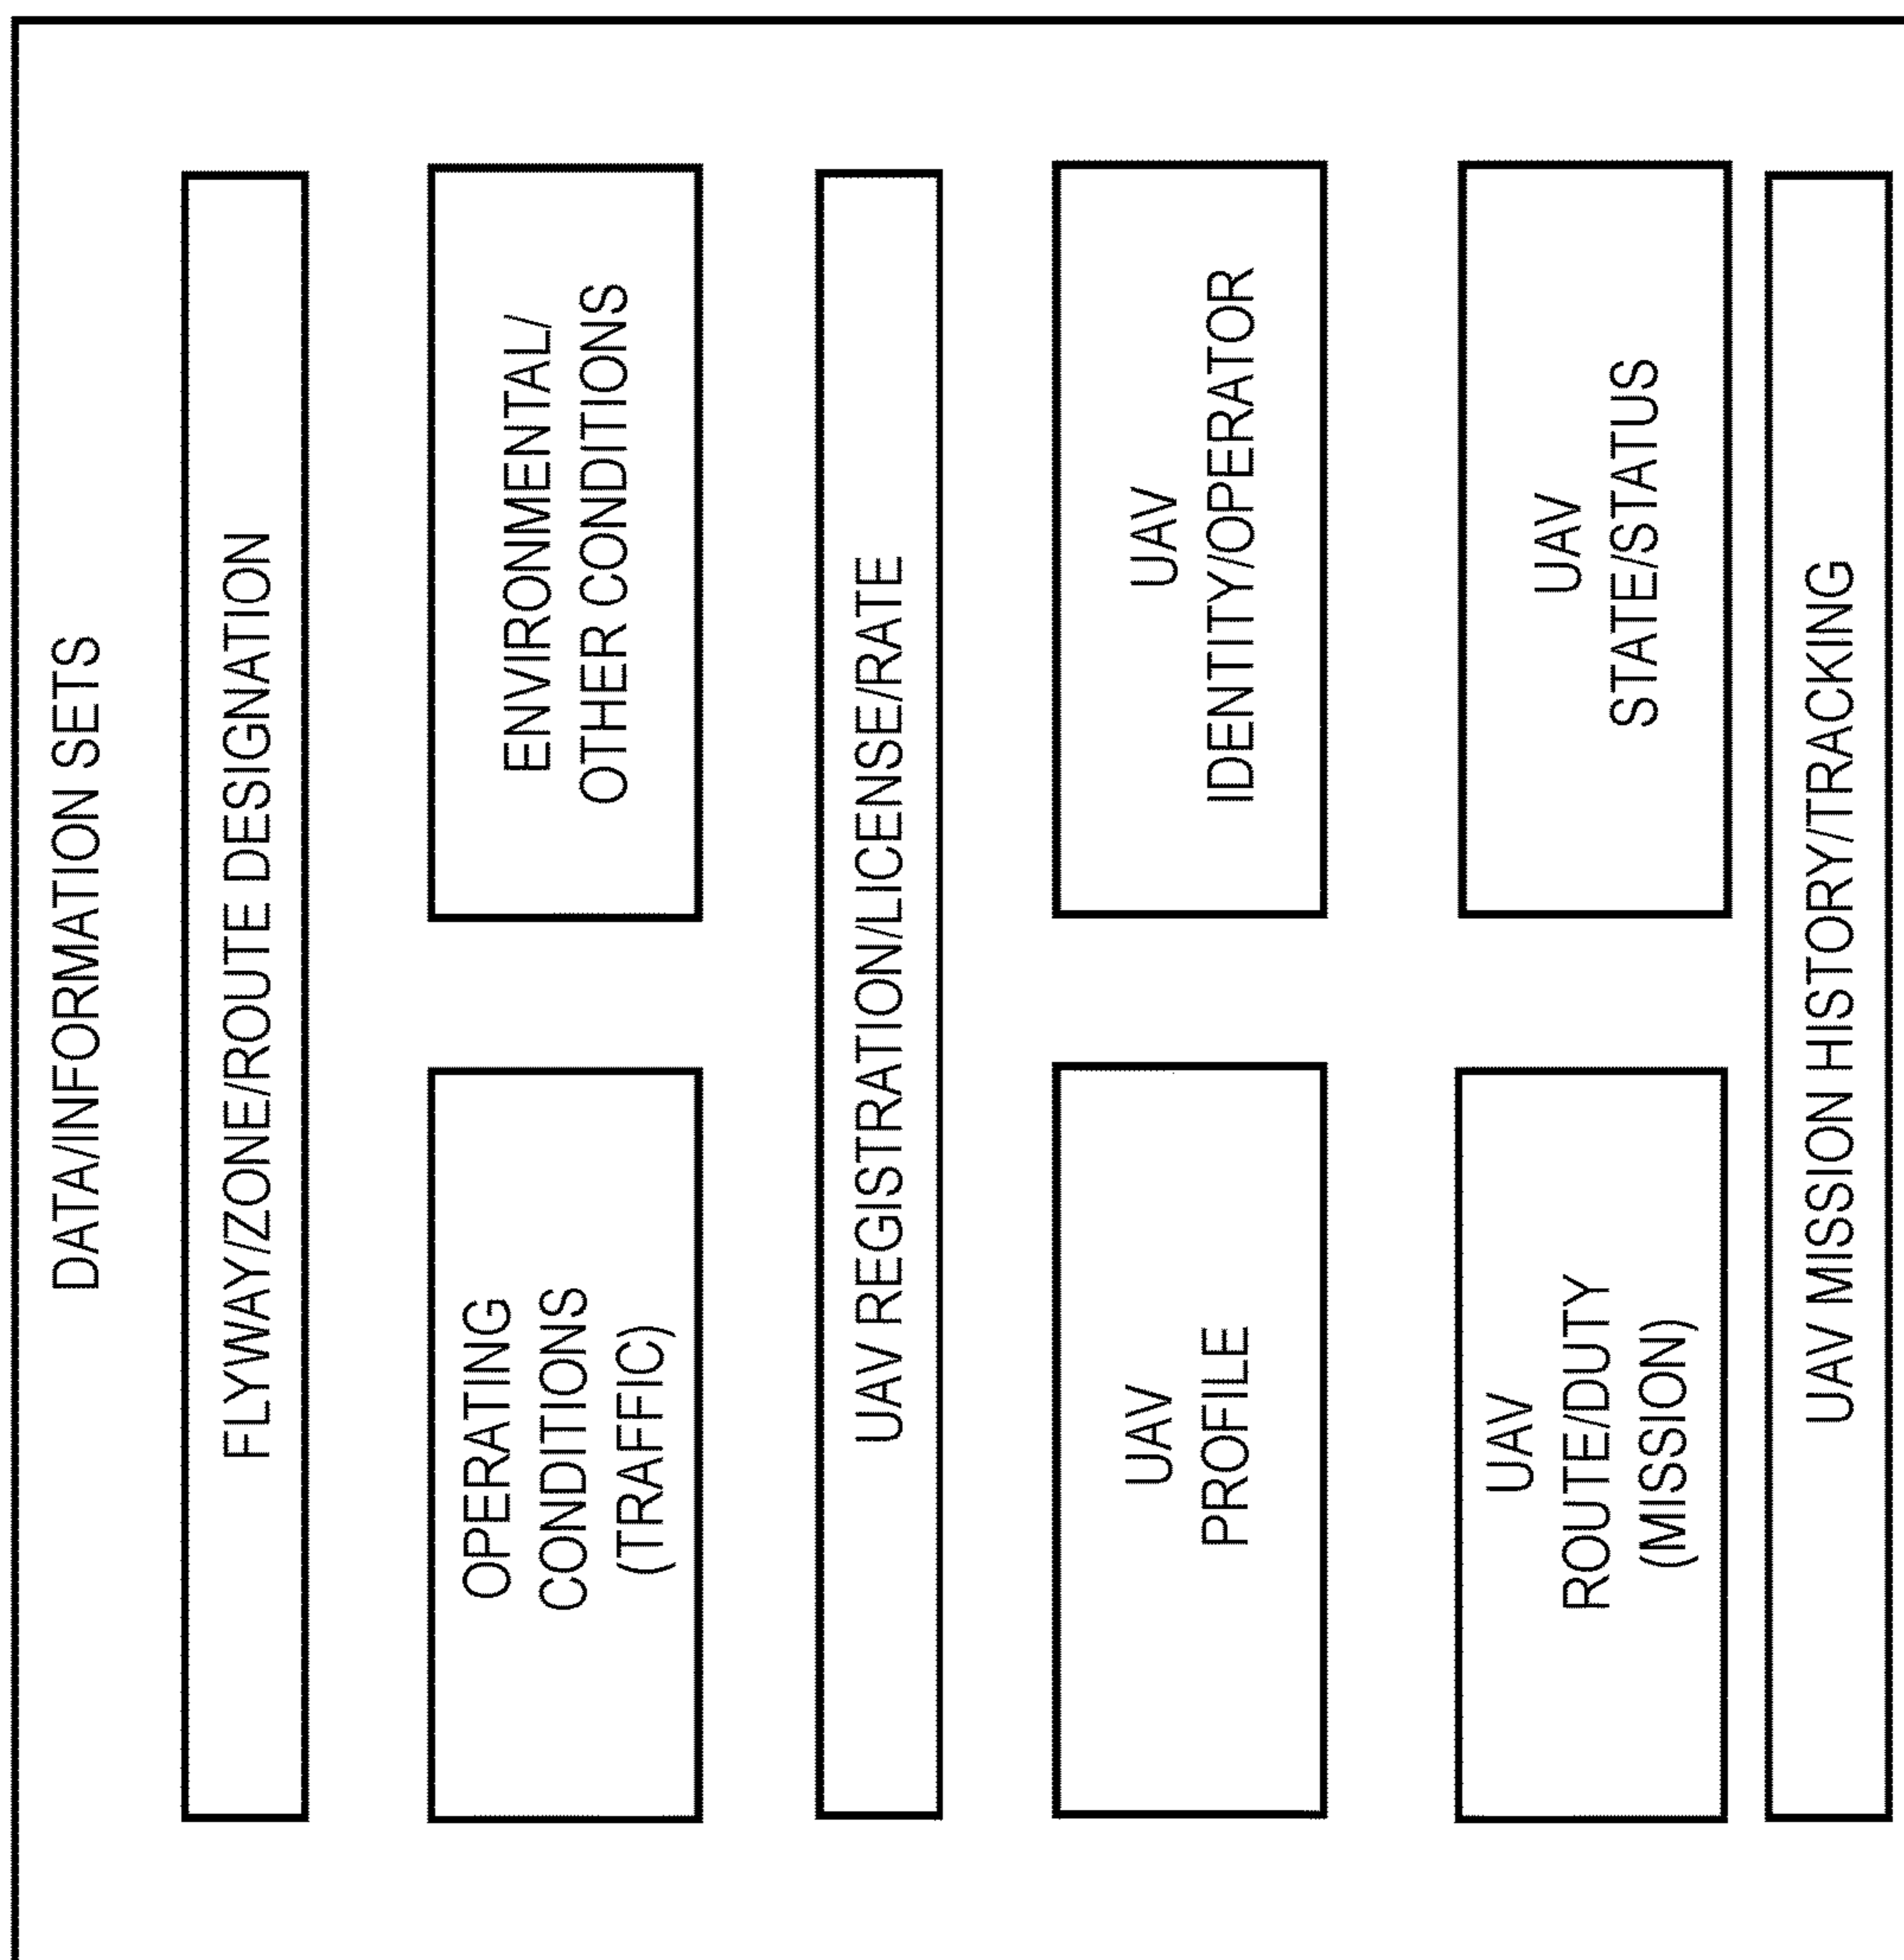 DATA/INFORMATION SETS
FLYWAY/ZONE/ROUTE DESIGNATION
OPERATING
CONDITIONS
(TRAFFIC)
ENVIRONMENTAL/
OTHER CONDITIONS
UAV REGISTRATION/LICENSE/RATE
UAV
PROFILE
UAV
IDENTITY/OPERATOR
UAV
ROUTE/DUTY
(MISSION)
UAV
STATE/STATUS
UAV MISSION HISTORY/TRACKING